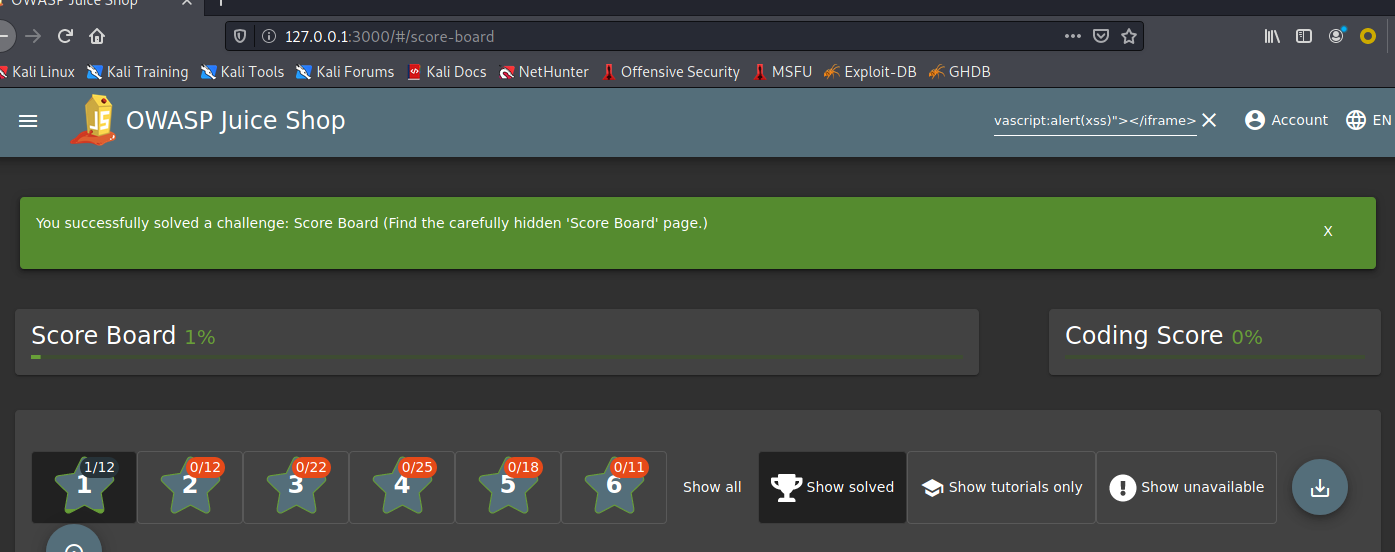 OWASP Juice Shop
127.0.0.1:3000/#/score-board
Kali Linux Kali Training Kali Tools Kali Forums Kali Docs NetHunter Offensive Security MSFU Exploit-DB GHDB
JS OWASP Juice Shop vascript:alert(xss)"></iframe> Account EN
You successfully solved a challenge: Score Board (Find the carefully hidden 'Score Board' page.) X
Score Board 1% Coding Score 0%
1/12 0/12 0/22 0/25 0/18 0/11
1 2 3 4 5 6 Show all Show solved Show tutorials only Show unavailable